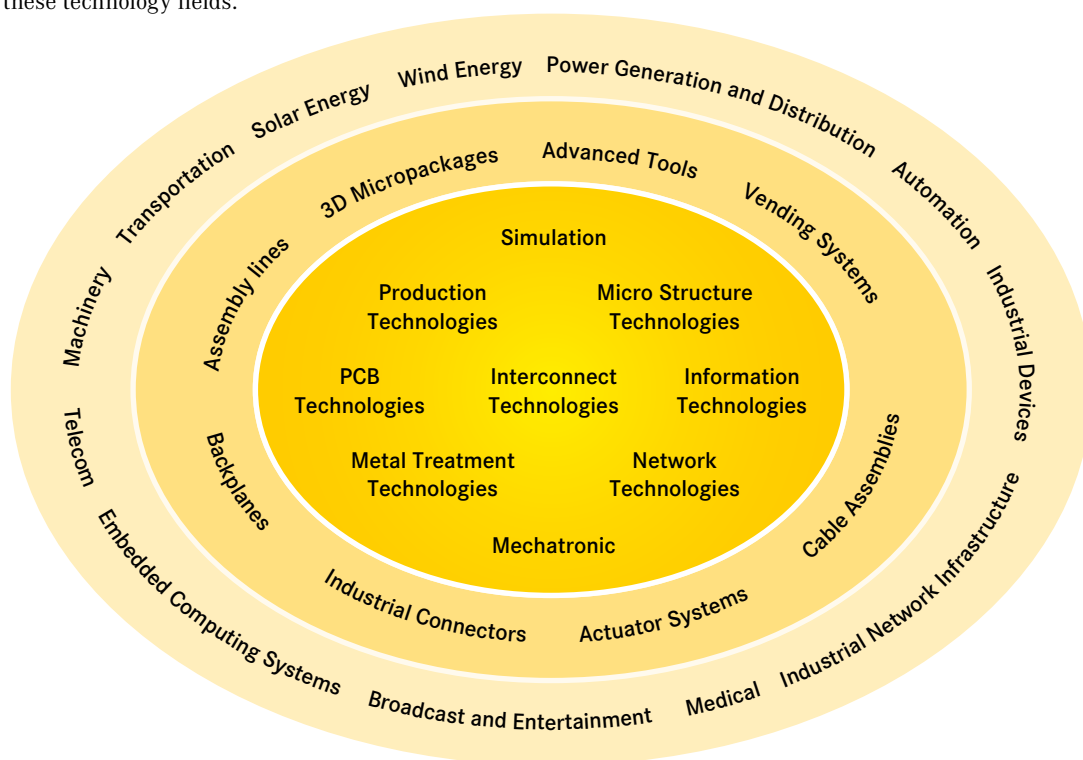 these technology fields.
Wind Energy
Power Generation and Distribution
Solar Energy
Automation
Transportation
Industrial Devices
Machinery
Telecom
Industrial Network Infrastructure
Embedded Computing Systems
Medical
Broadcast and Entertainment
Advanced Tools
3D Micropackages
Vending Systems
Assembly lines
Backplanes
Cable Assemblies
Industrial Connectors
Actuator Systems
Simulation
Production
Technologies
Micro Structure
Technologies
PCB
Technologies
Interconnect
Technologies
Information
Technologies
Metal Treatment
Technologies
Network
Technologies
Mechatronic